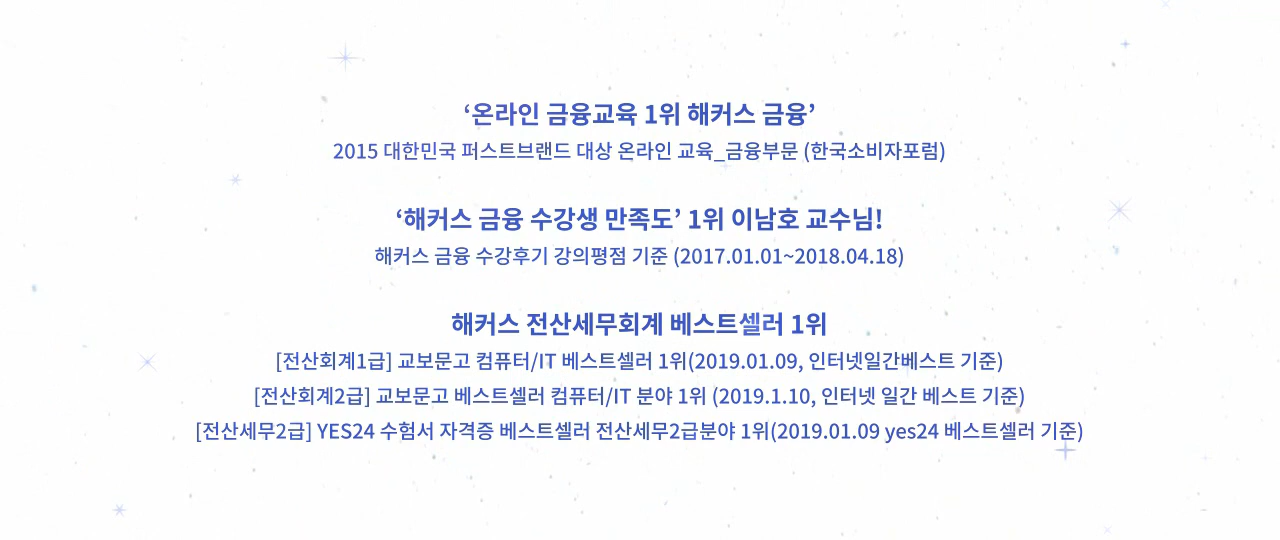 ‘온라인 금융교육 1위 해커스 금융’
2015 대한민국 퍼스트브랜드 대상 온라인 교육_금융부문 (한국소비자포럼)
‘해커스 금융 수강생 만족도’ 1위 이남호 교수님!
해커스 금융 수강후기 강의평점 기준 (2017.01.01~2018.04.18)
해커스 전산세무회계 베스트셀러 1위
[전산회계1급] 교보문고 컴퓨터/IT 베스트셀러 1위(2019.01.09, 인터넷일간베스트 기준)
[전산회계2급] 교보문고 베스트셀러 컴퓨터/IT 분야 1위 (2019.1.10, 인터넷 일간 베스트 기준)
[전산세무2급] YES24 수험서 자격증 베스트셀러 전산세무2급분야 1위(2019.01.09 yes24 베스트셀러 기준)